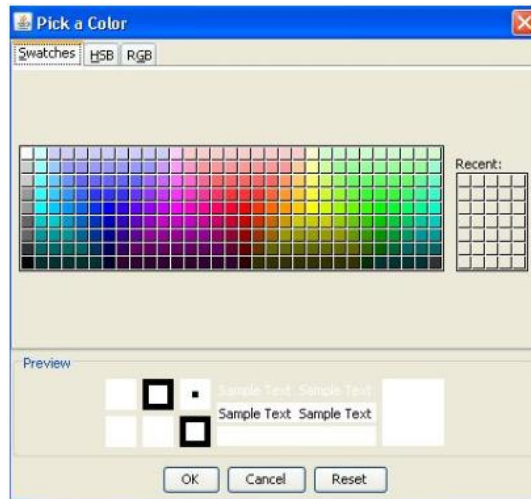 Pick a Color
Swatches HSB RGB
Recent:
Preview
Sample Text Sample Text
Sample Text Sample Text
OK Cancel Reset